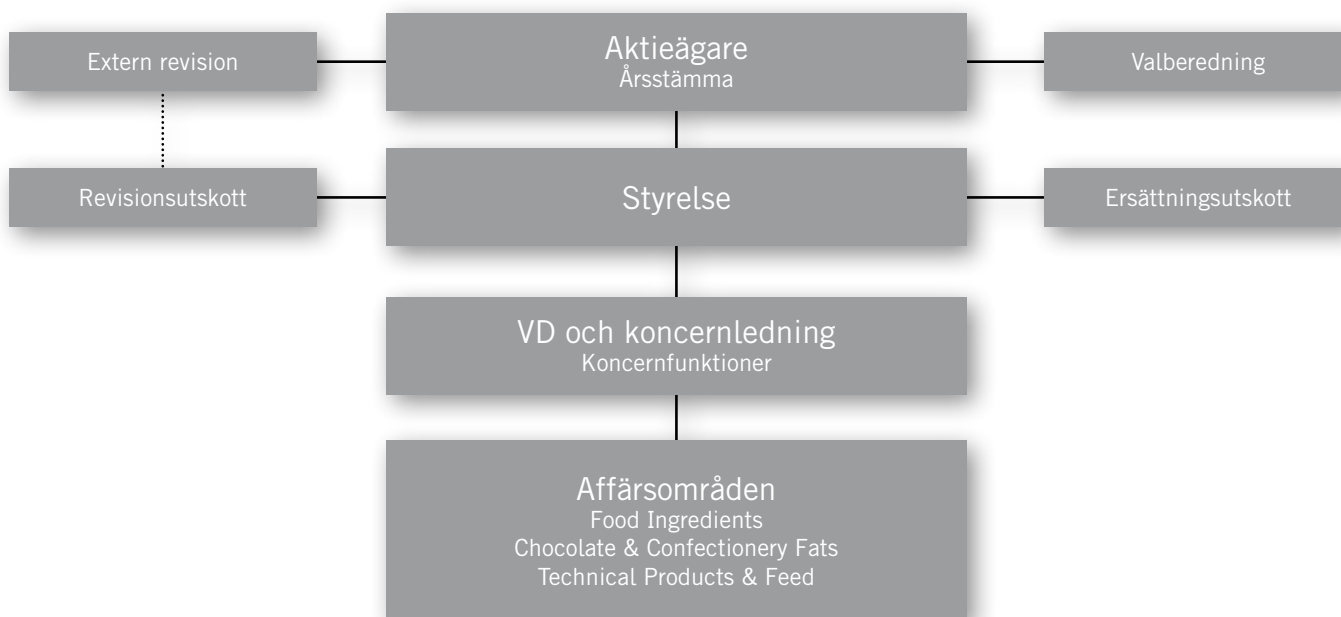 Aktieägare
Årsstämma
Extern revision
Valberedning
Styrelse
Revisionsutskott
Ersättningsutskott
VD och koncernledning
Koncernfunktioner
Affärsområden
Food Ingredients
Chocolate & Confectionery Fats
Technical Products & Feed